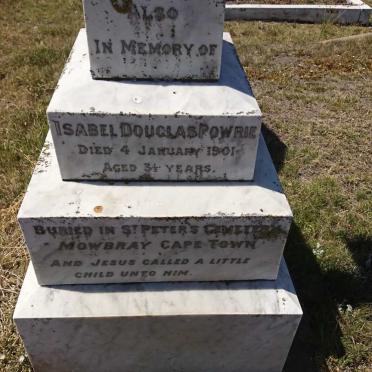 ALSO
IN MEMORY OF
ISABEL DOUGLAS POWRIE
DIED 4 JANUARY 1901
AGED 3½ YEARS.
BURIED IN ST PETER'S CEMETERY
MOWBRAY CAPE TOWN
AND JESUS CALLED A LITTLE
CHILD UNTO HIM.